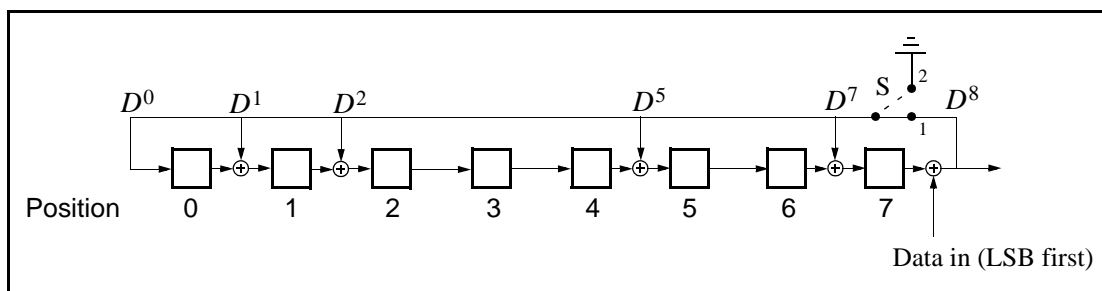 S
2
D⁰ D¹ D² D⁵ D⁷ D⁸
1
Position 0 1 2 3 4 5 6 7
Data in (LSB first)